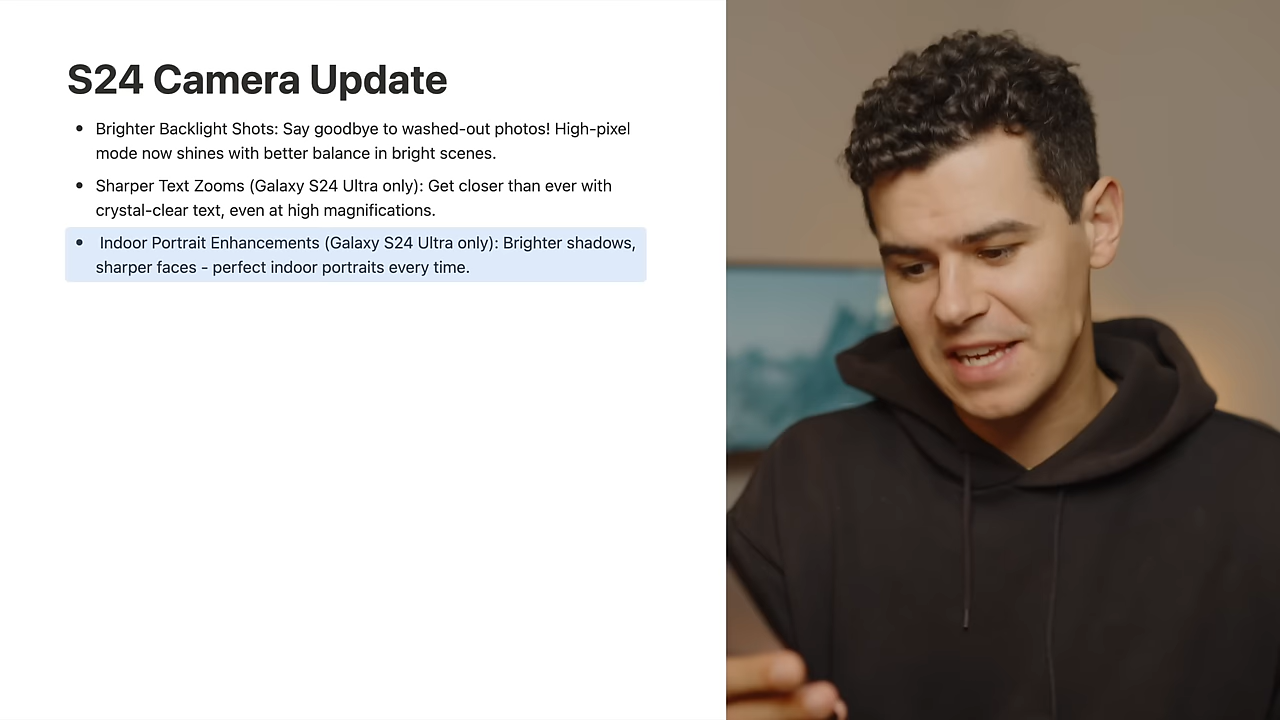 S24 Camera Update
• Brighter Backlight Shots: Say goodbye to washed-out photos! High-pixel
mode now shines with better balance in bright scenes.
• Sharper Text Zooms (Galaxy S24 Ultra only): Get closer than ever with
crystal-clear text, even at high magnifications.
• Indoor Portrait Enhancements (Galaxy S24 Ultra only): Brighter shadows,
sharper faces - perfect indoor portraits every time.